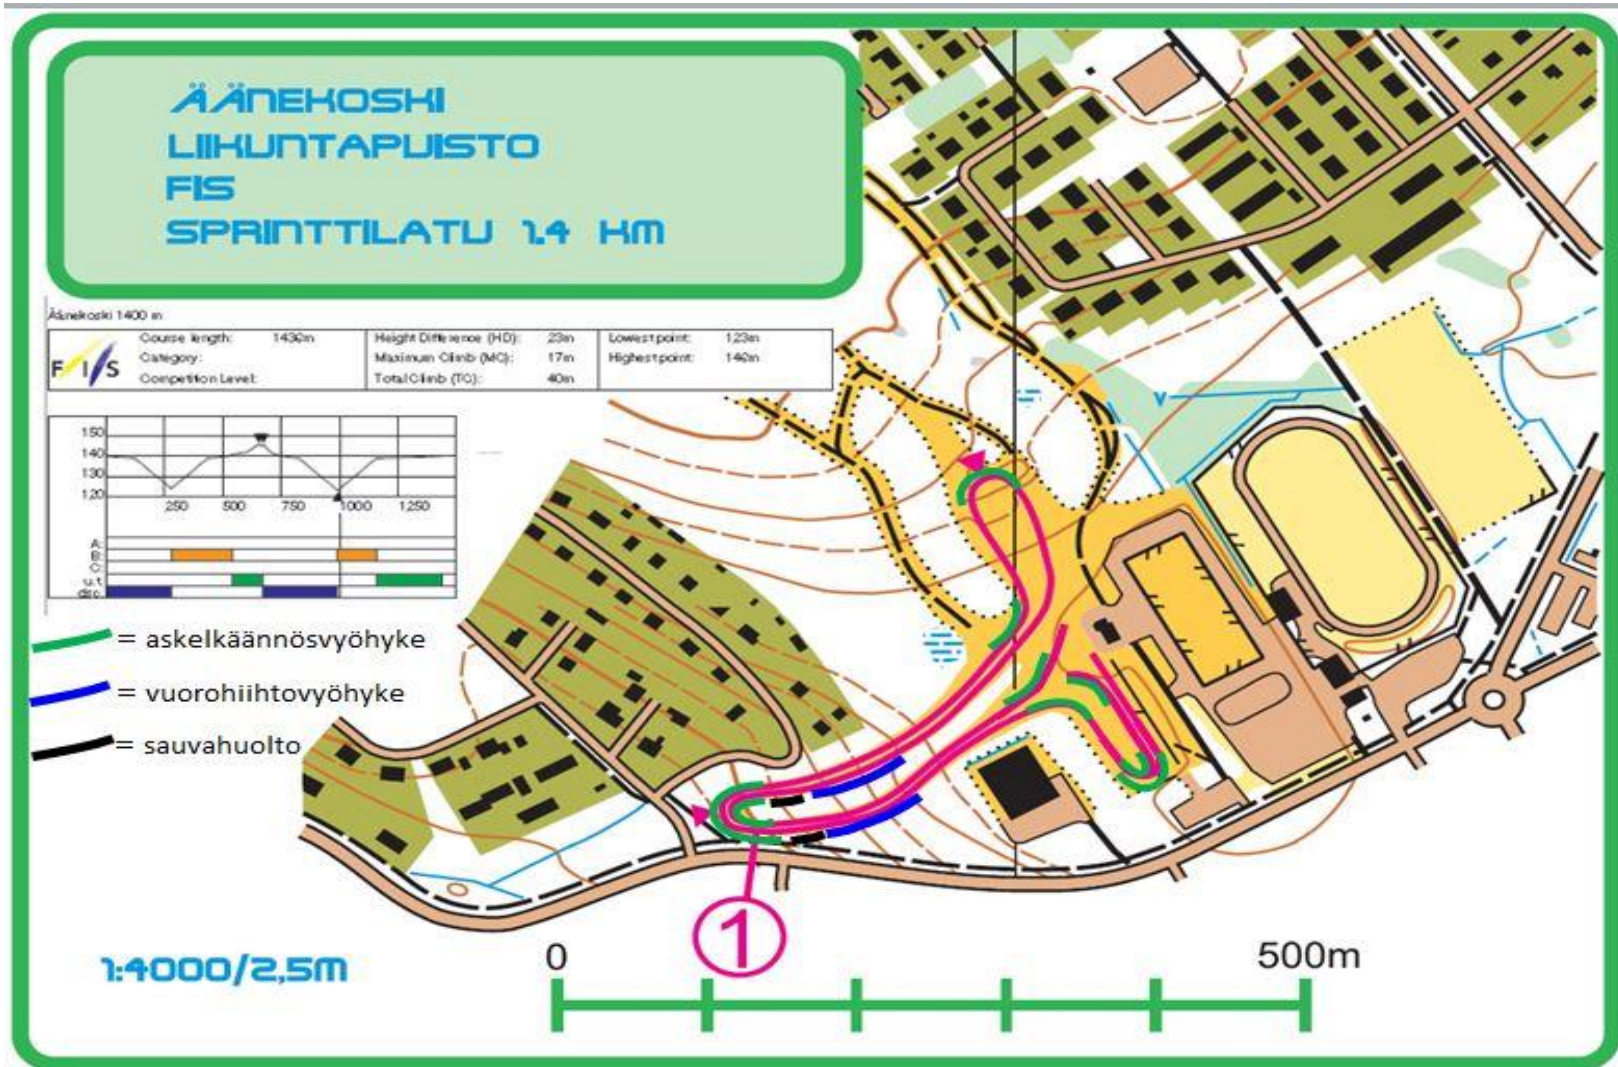 ÄÄNEKOSKI
LIIKUNTAPUISTO
FIS
SPRINTTILATU 1.4 KM
Äänekoski 1400 m
FIS
Course length: 1430m
Category:
Competition Level:
Height Difference (HD): 23m
Maximum Climb (MC): 17m
Total Climb (TC): 40m
Lowest point: 123m
Highest point: 146m
150
140
130
120
250 500 750 1000 1250
A:
B:
C:
u.t
= askelkäännösvyöhyke
= vuorohiihtovyöhyke
= sauvahuolto
V
1
1:4000/2,5M
0 500m